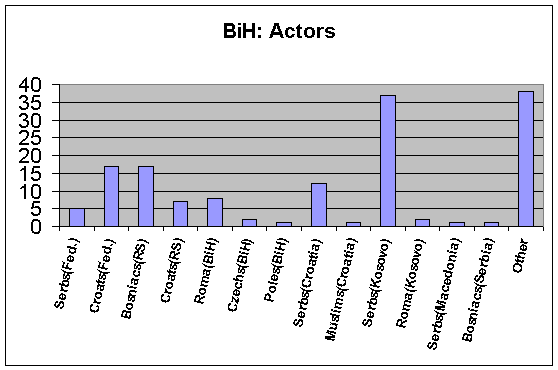 BiH: Actors
40
35
30
25
20
15
10
5
0
Serbs(Fed.)
Croats(Fed.)
Bosniacs(RS)
Croats(RS)
Roma(BiH)
Czechs(BiH)
Poles(BiH)
Serbs(Croatia)
Muslims(Croatia)
Serbs(Kosovo)
Roma(Kosovo)
Serbs(Macedonia)
Bosniacs(Serbia)
Other